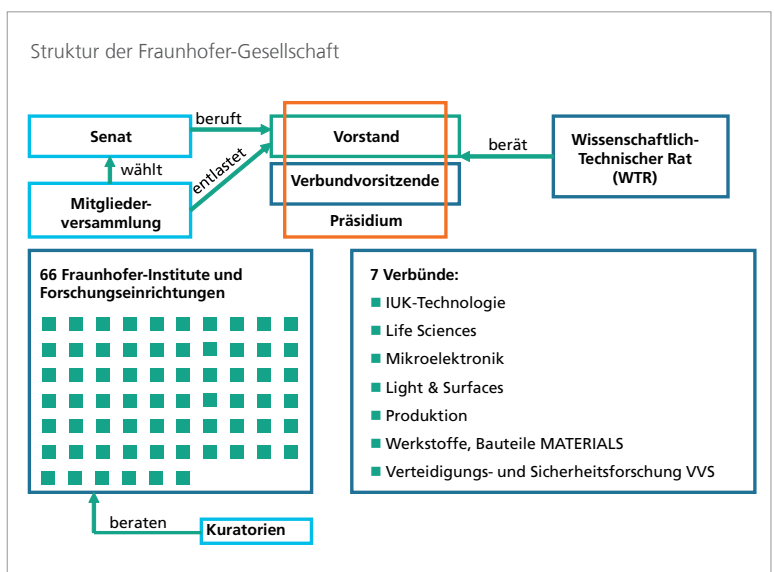 Struktur der Fraunhofer-Gesellschaft
Senat
beruft
Vorstand
berät
Wissenschaftlich-
Technischer Rat
(WTR)
wählt
entlastet
Verbundvorsitzende
Mitglieder-
versammlung
Präsidium
66 Fraunhofer-Institute und
Forschungseinrichtungen
7 Verbünde:
IUK-Technologie
Life Sciences
Mikroelektronik
Light & Surfaces
Produktion
Werkstoffe, Bauteile MATERIALS
Verteidigungs- und Sicherheitsforschung VVS
beraten
Kuratorien